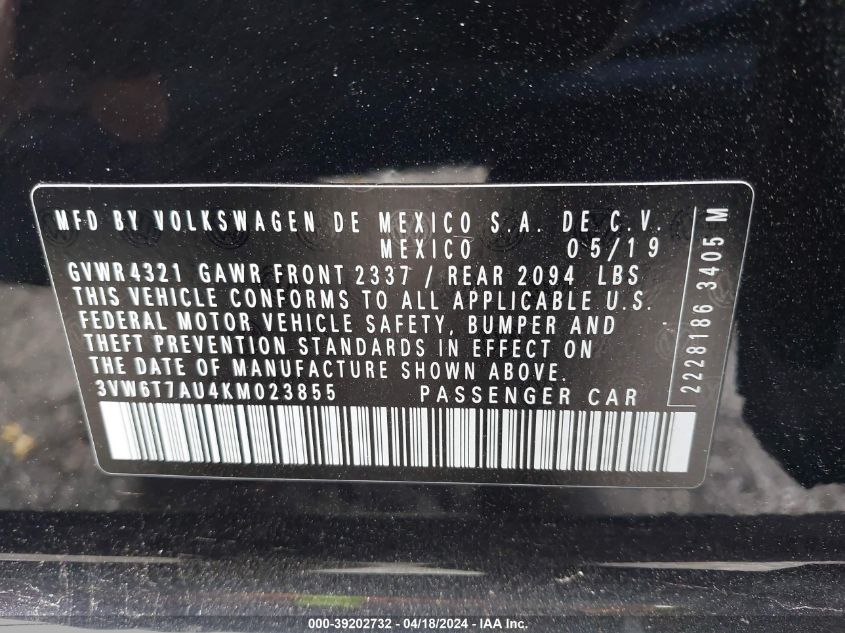 MFD BY VOLKSWAGEN DE MEXICO S.A. DE C.V.
MEXICO 05/19
GVWR4321 GAWR FRONT 2337 / REAR 2094 LBS
THIS VEHICLE CONFORMS TO ALL APPLICABLE U.S.
FEDERAL MOTOR VEHICLE SAFETY, BUMPER AND
THEFT PREVENTION STANDARDS IN EFFECT ON
THE DATE OF MANUFACTURE SHOWN ABOVE.
3VW6T7AU4KM023855 PASSENGER CAR
2228186 3405 M
000-39202732 - 04/18/2024 - IAA Inc.